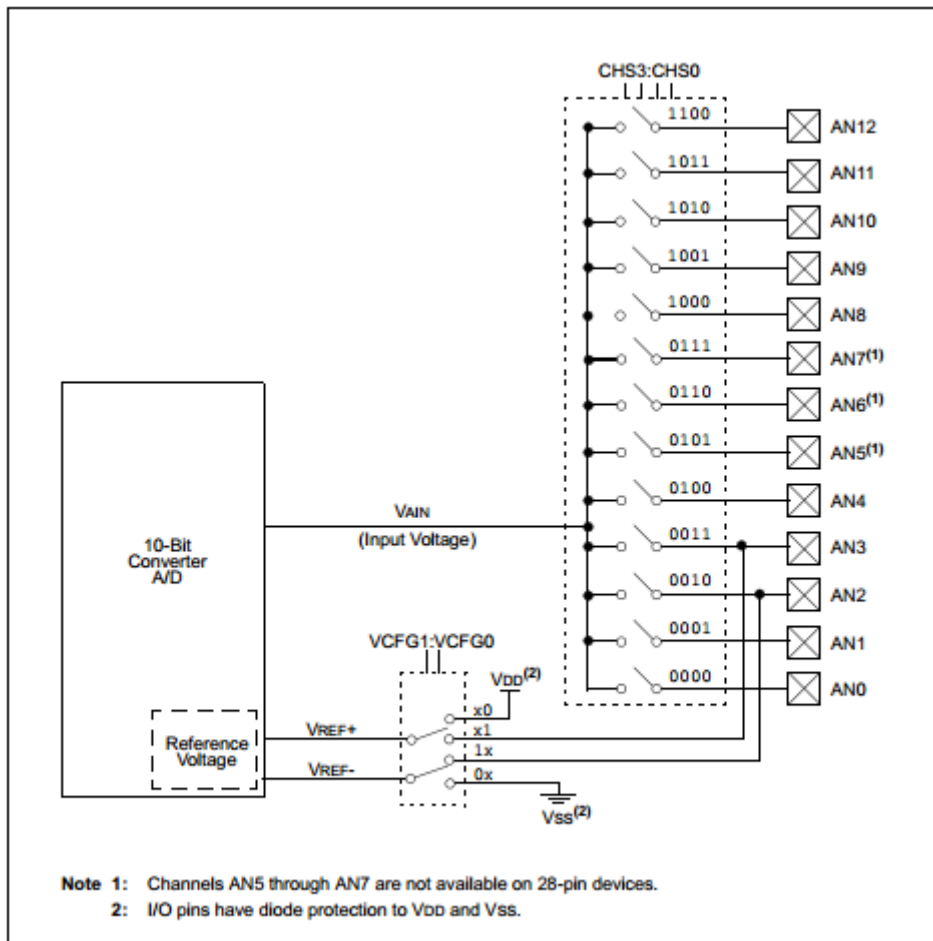 CHS3:CHS0
1100
AN12
1011
AN11
1010
AN10
1001
AN9
1000
AN8
0111
AN7(1)
0110
AN6(1)
0101
AN5(1)
0100
AN4
VAIN
(Input Voltage)
0011
AN3
10-Bit
Converter
A/D
0010
AN2
0001
AN1
VCFG1:VCFG0
0000
AN0
VDD(2)
x0
Reference
Voltage
VREF+
x1
1x
VREF-
0x
VSS(2)
Note 1: Channels AN5 through AN7 are not available on 28-pin devices.
2: I/O pins have diode protection to VDD and VSS.